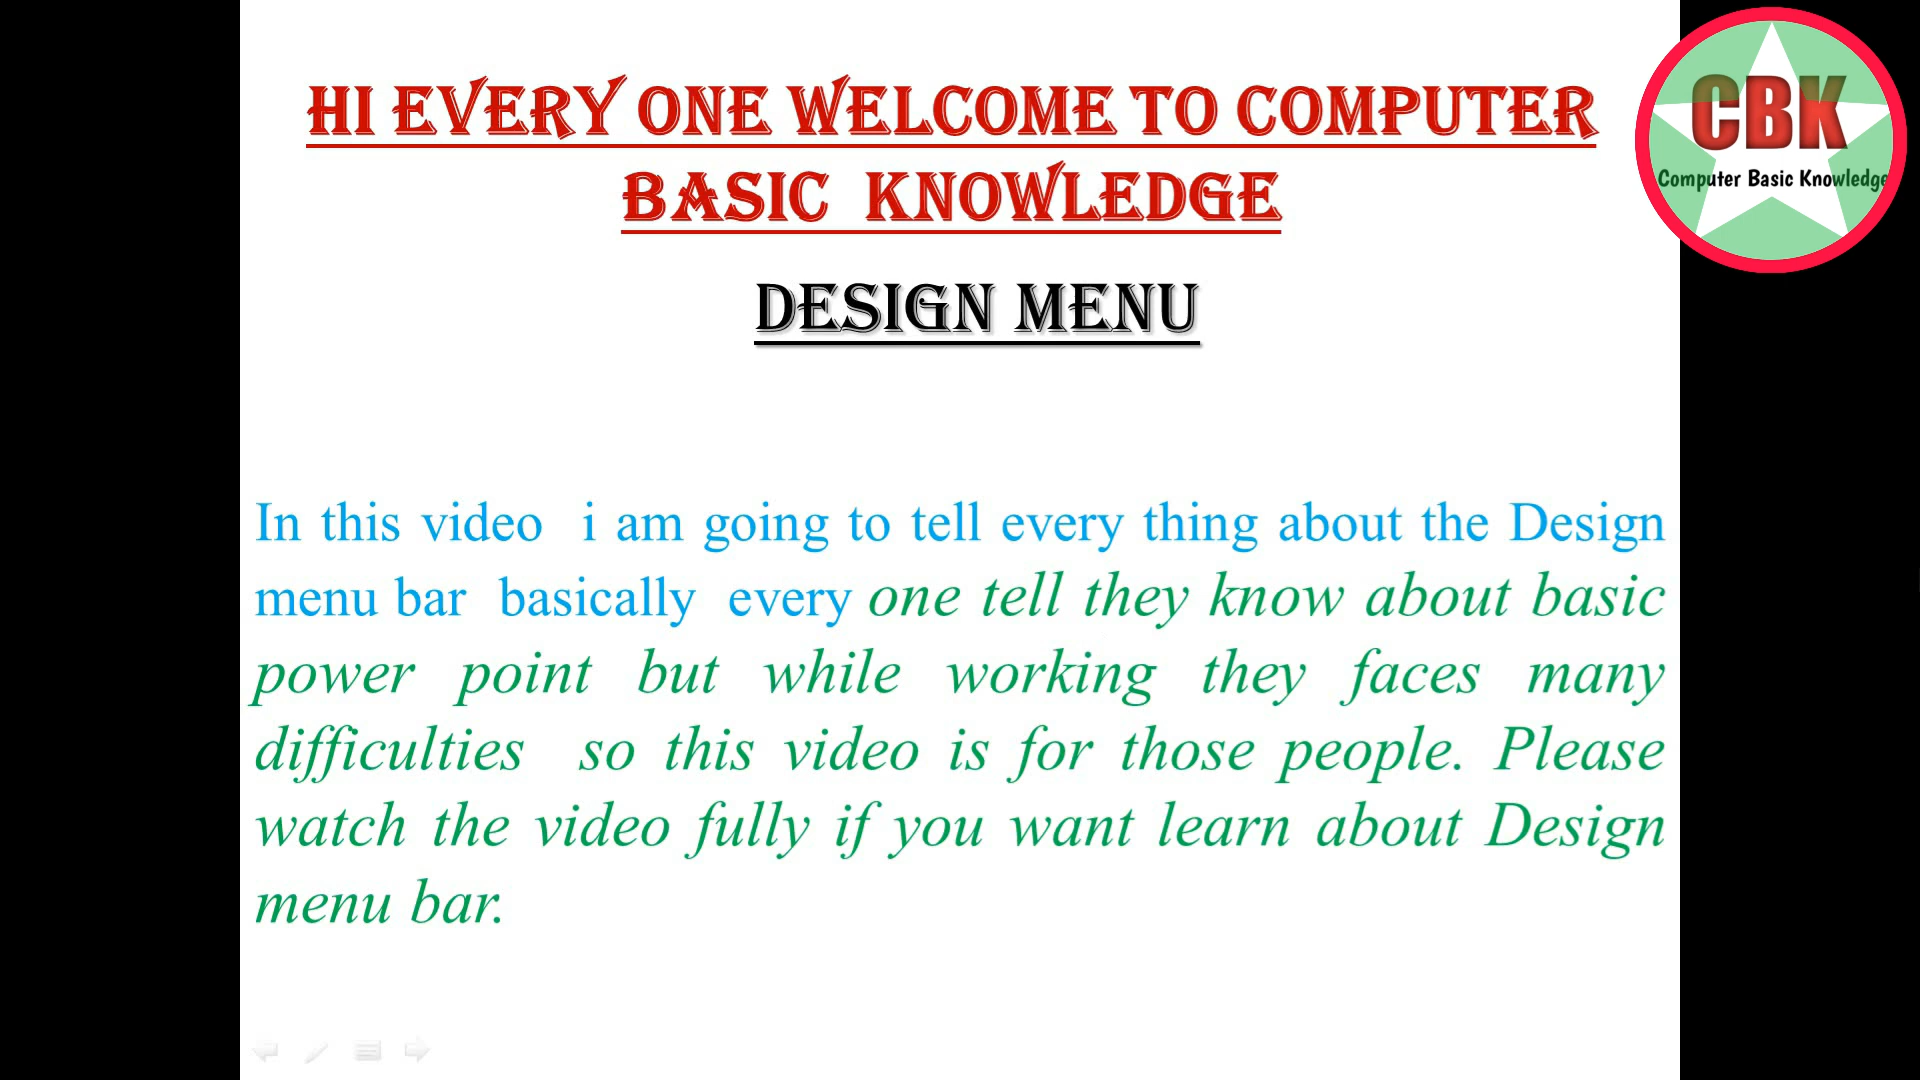 HI EVERY ONE WELCOME TO COMPUTER
BASIC KNOWLEDGE
CBK
Computer Basic Knowledge
DESIGN MENU
In this video i am going to tell every thing about the Design
menu bar basically every one tell they know about basic
power point but while working they faces many
difficulties so this video is for those people. Please
watch the video fully if you want learn about Design
menu bar.